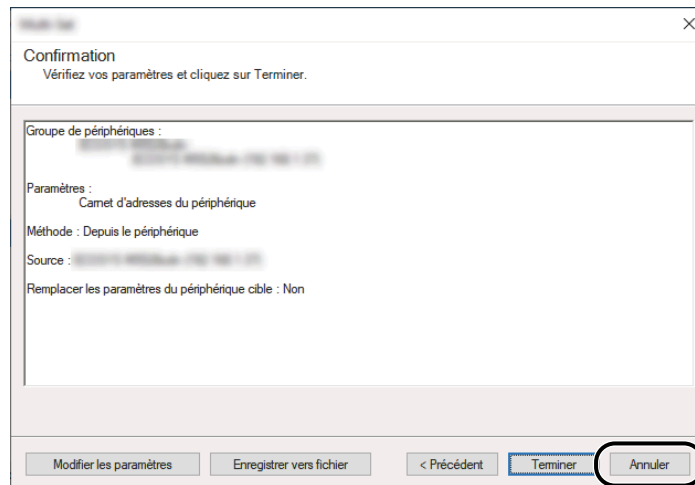 Confirmation
Vérifiez vos paramètres et cliquez sur Terminer.
Groupe de périphériques :
Paramètres :
Carnet d'adresses du périphérique
Méthode : Depuis le périphérique
Source :
Remplacer les paramètres du périphérique cible : Non
Modifier les paramètres
Enregistrer vers fichier
< Précédent
Terminer
Annuler